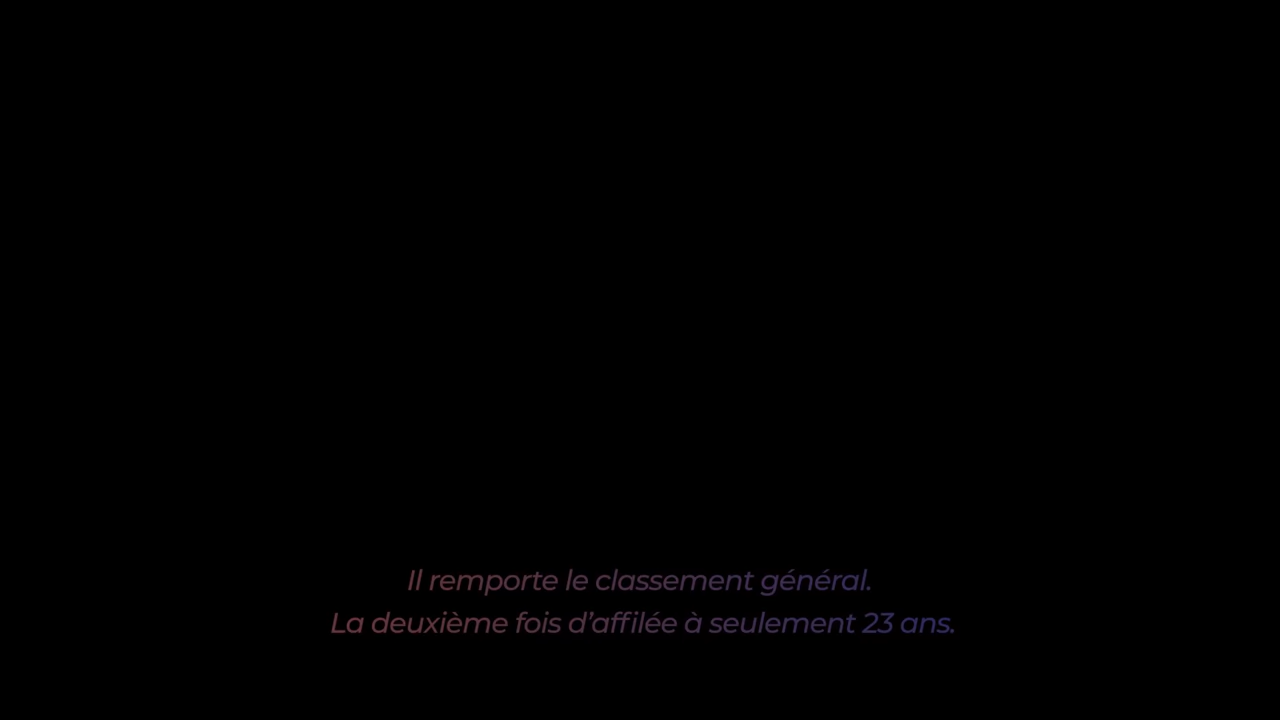 Il remporte le classement général.
La deuxième fois d’affilée à seulement 23 ans.